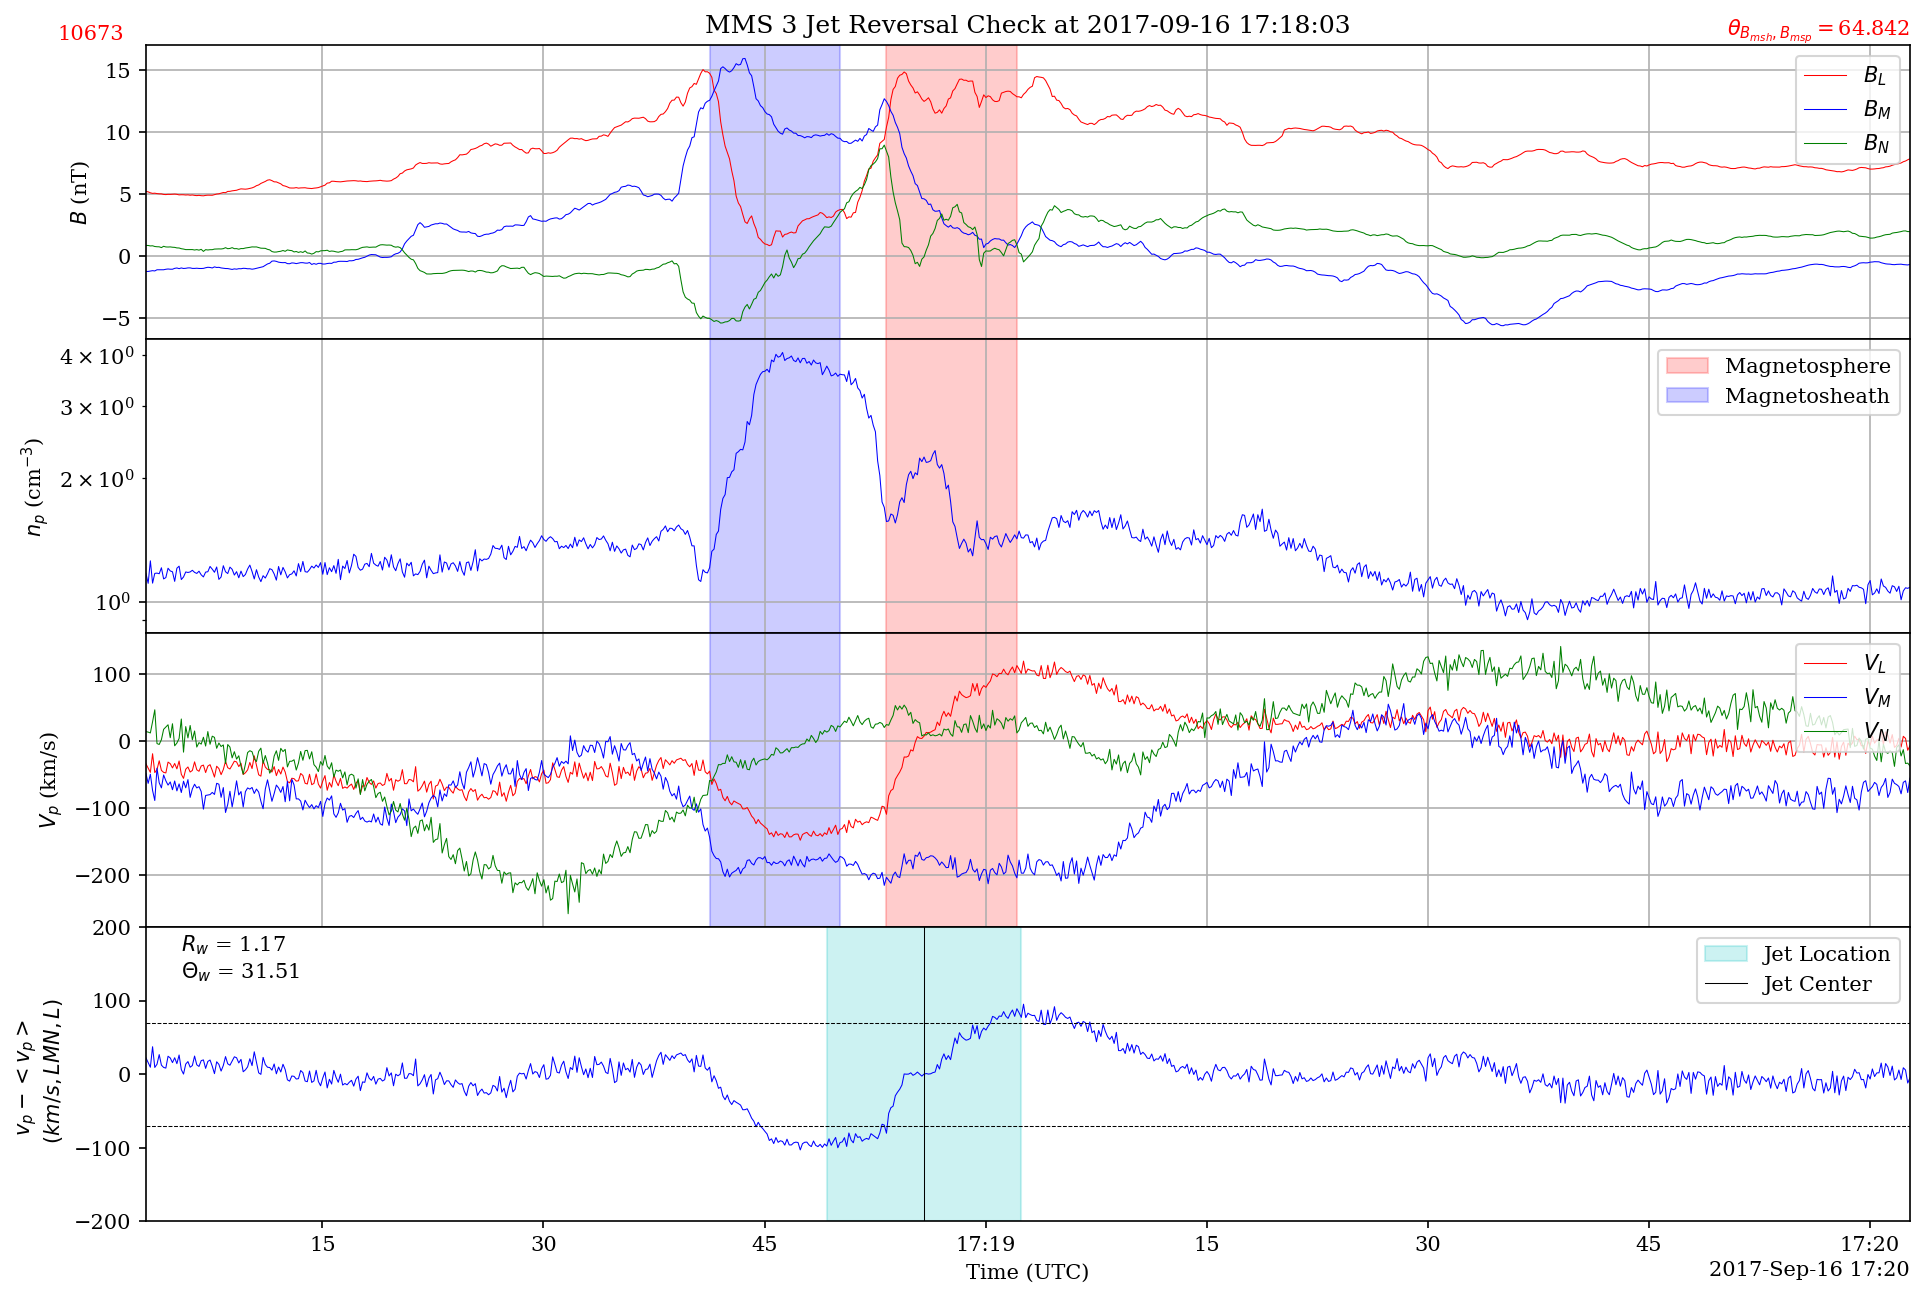 MMS 3 Jet Reversal Check at 2017-09-16 17:18:03
10673
θ_{B_{msh}, B_{msp}} = 64.842
15
10
5
0
−5
B (nT)
B_L
B_M
B_N
4 × 10^0
3 × 10^0
2 × 10^0
10^0
n_p (cm^{−3})
Magnetosphere
Magnetosheath
100
0
−100
−200
V_p (km/s)
V_L
V_M
V_N
200
100
0
−100
−200
v_p − < v_p >
(km/s, LMN, L)
R_w = 1.17
Θ_w = 31.51
Jet Location
Jet Center
15 30 45 17:19 15 30 45 17:20
Time (UTC)
2017-Sep-16 17:20